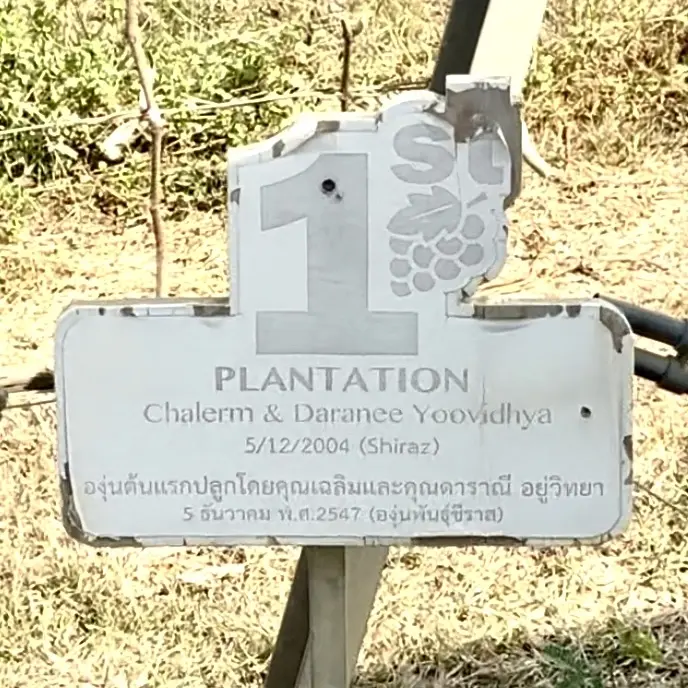 1st
PLANTATION
Chalerm & Daranee Yoovidhya
5/12/2004 (Shiraz)
องุ่นต้นแรกปลูกโดยคุณเฉลิมและคุณดาราณี อยู่วิทยา
5 ธันวาคม พ.ศ.2547 (องุ่นพันธุ์ชีราส)